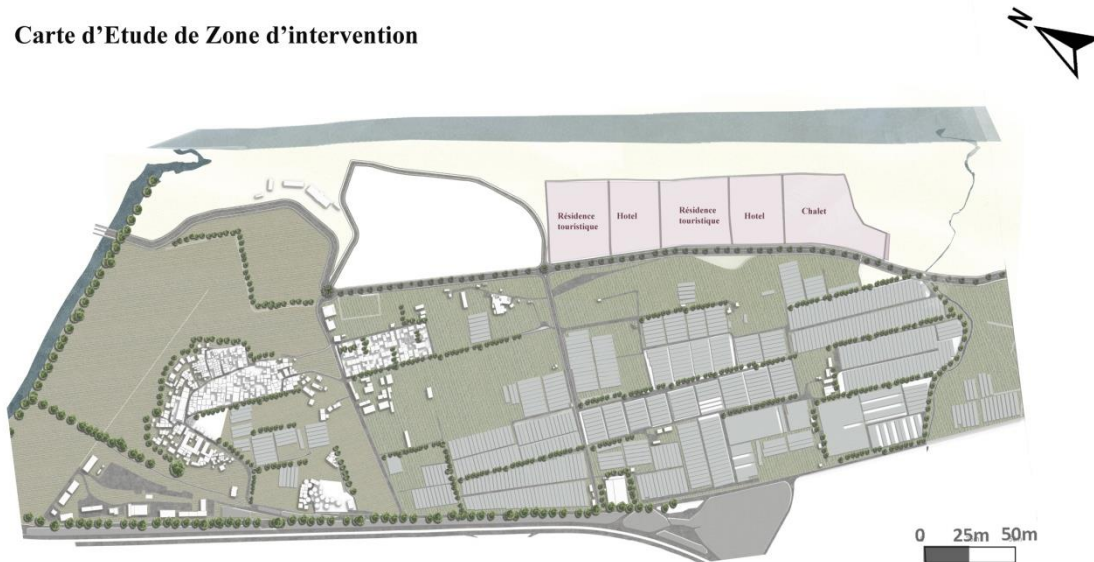 Carte d'Etude de Zone d'intervention
N
Résidence
touristique
Hotel
Résidence
touristique
Hotel
Chalet
0 25m 50m